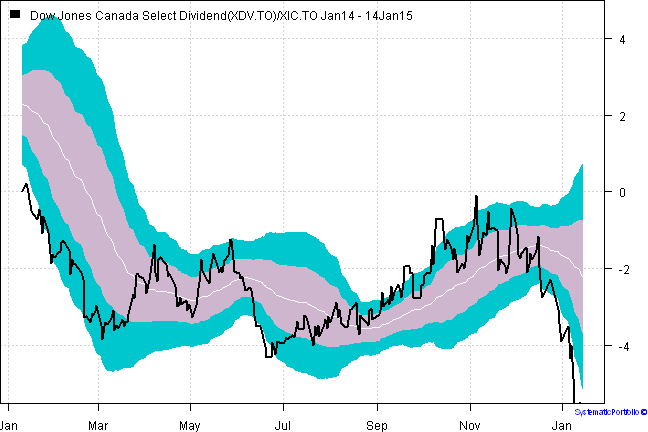 Dow Jones Canada Select Dividend(XDV.TO)/XIC.TO Jan14 - 14Jan15
4
2
0
-2
-4
Jan Mar May Jul Sep Nov Jan
SystematicPortfolio ©